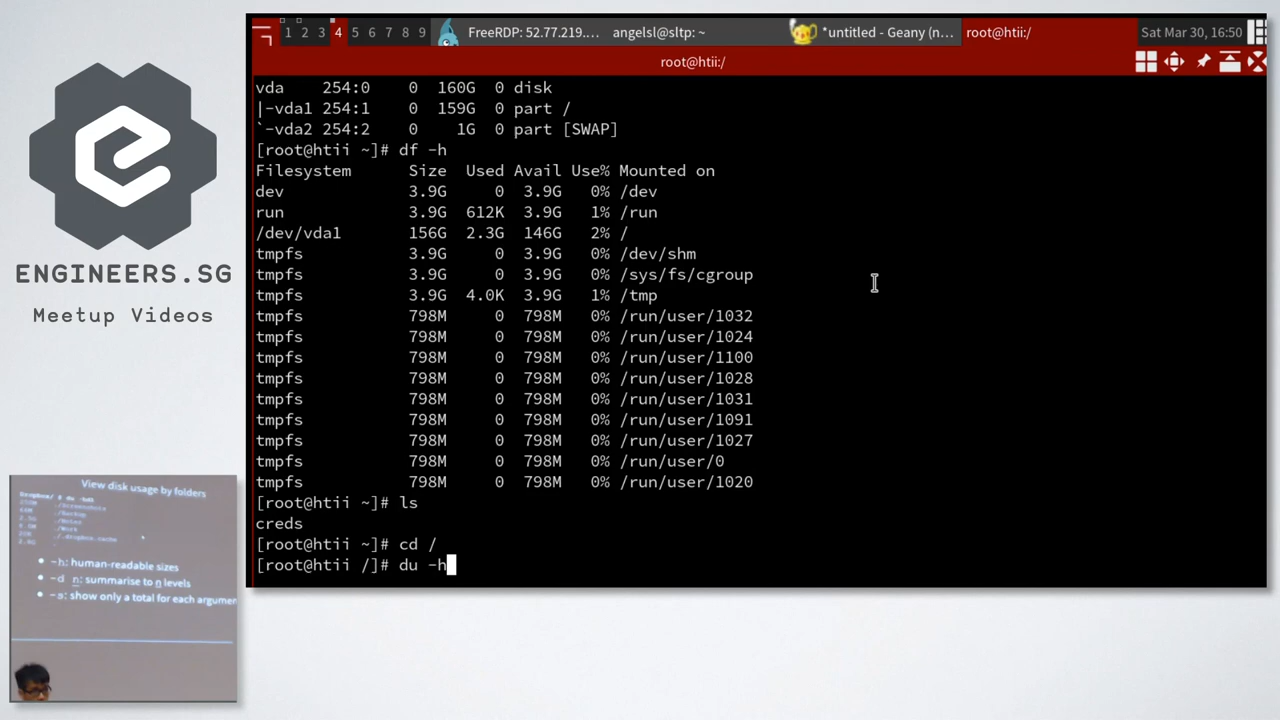 1 2 3 4 5 6 7 8 9 FreeRDP: 52.77.219.... angelsl@sltp: ~ *untitled - Geany (n... root@htii:/ Sat Mar 30, 16:50
root@htii:/
vda 254:0 0 160G 0 disk
|-vda1 254:1 0 159G 0 part /
`-vda2 254:2 0 1G 0 part [SWAP]
[root@htii ~]# df -h
Filesystem Size Used Avail Use% Mounted on
dev 3.9G 0 3.9G 0% /dev
run 3.9G 612K 3.9G 1% /run
/dev/vda1 156G 2.3G 146G 2% /
tmpfs 3.9G 0 3.9G 0% /dev/shm
tmpfs 3.9G 0 3.9G 0% /sys/fs/cgroup
tmpfs 3.9G 4.0K 3.9G 1% /tmp
tmpfs 798M 0 798M 0% /run/user/1032
tmpfs 798M 0 798M 0% /run/user/1024
tmpfs 798M 0 798M 0% /run/user/1100
tmpfs 798M 0 798M 0% /run/user/1028
tmpfs 798M 0 798M 0% /run/user/1031
tmpfs 798M 0 798M 0% /run/user/1091
tmpfs 798M 0 798M 0% /run/user/1027
tmpfs 798M 0 798M 0% /run/user/0
tmpfs 798M 0 798M 0% /run/user/1020
[root@htii ~]# ls
creds
[root@htii ~]# cd /
[root@htii /]# du -h
ENGINEERS.SG
Meetup Videos
View disk usage by folders
./Screenshots
./Backup
./Notes
./Work
./.dropbox.cache
-h: human-readable sizes
-d n: summarise to n levels
-s: show only a total for each argumen